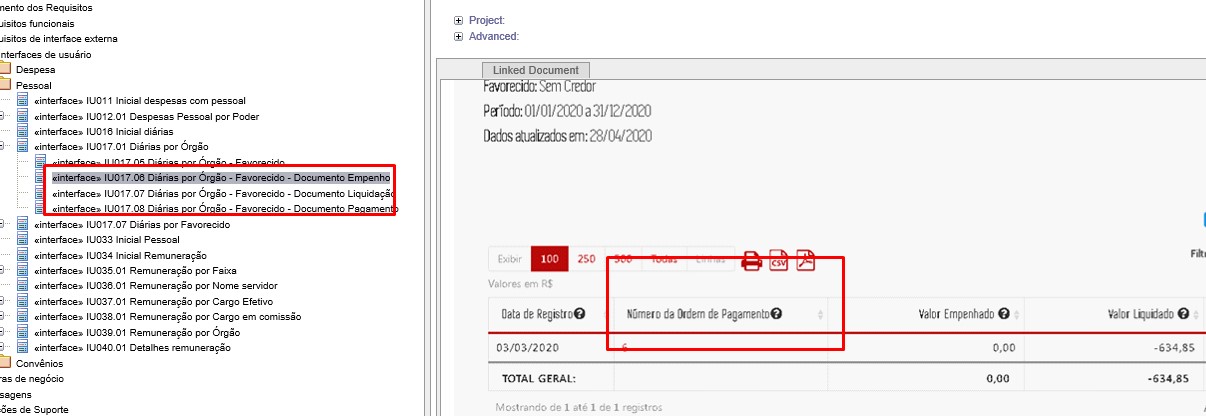 mento dos Requisitos
uisitos funcionais
uisitos de interface externa
nterfaces de usuário
Despesa
Pessoal
«interface» IU011 Inicial despesas com pessoal
«interface» IU012.01 Despesas Pessoal por Poder
«interface» IU016 Inicial diárias
«interface» IU017.01 Diárias por Órgão
«interface» IU017.05 Diárias por Órgão - Favorecido
«interface» IU017.06 Diárias por Órgão - Favorecido - Documento Empenho
«interface» IU017.07 Diárias por Órgão - Favorecido - Documento Liquidação
«interface» IU017.08 Diárias por Órgão - Favorecido - Documento Pagamento
«interface» IU017.07 Diárias por Favorecido
«interface» IU033 Inicial Pessoal
«interface» IU034 Inicial Remuneração
«interface» IU035.01 Remuneração por Faixa
«interface» IU036.01 Remuneração por Nome servidor
«interface» IU037.01 Remuneração por Cargo Efetivo
«interface» IU038.01 Remuneração por Cargo em comissão
«interface» IU039.01 Remuneração por Órgão
«interface» IU040.01 Detalhes remuneração
Convênios
ras de negócio
nsagens
ções de Suporte
Project:
Advanced:
Linked Document
Favorecido: Sem Credor
Período: 01/01/2020 a 31/12/2020
Dados atualizados em: 28/04/2020
Exibir 100 250 500 Todas Linhas CSV
Filtr
Valores em R$
Data de Registro Número da Ordem de Pagamento Valor Empenhado Valor Liquidado
03/03/2020 6 0,00 -634,85
TOTAL GERAL: 0,00 -634,85
Mostrando de 1 até 1 de 1 registros